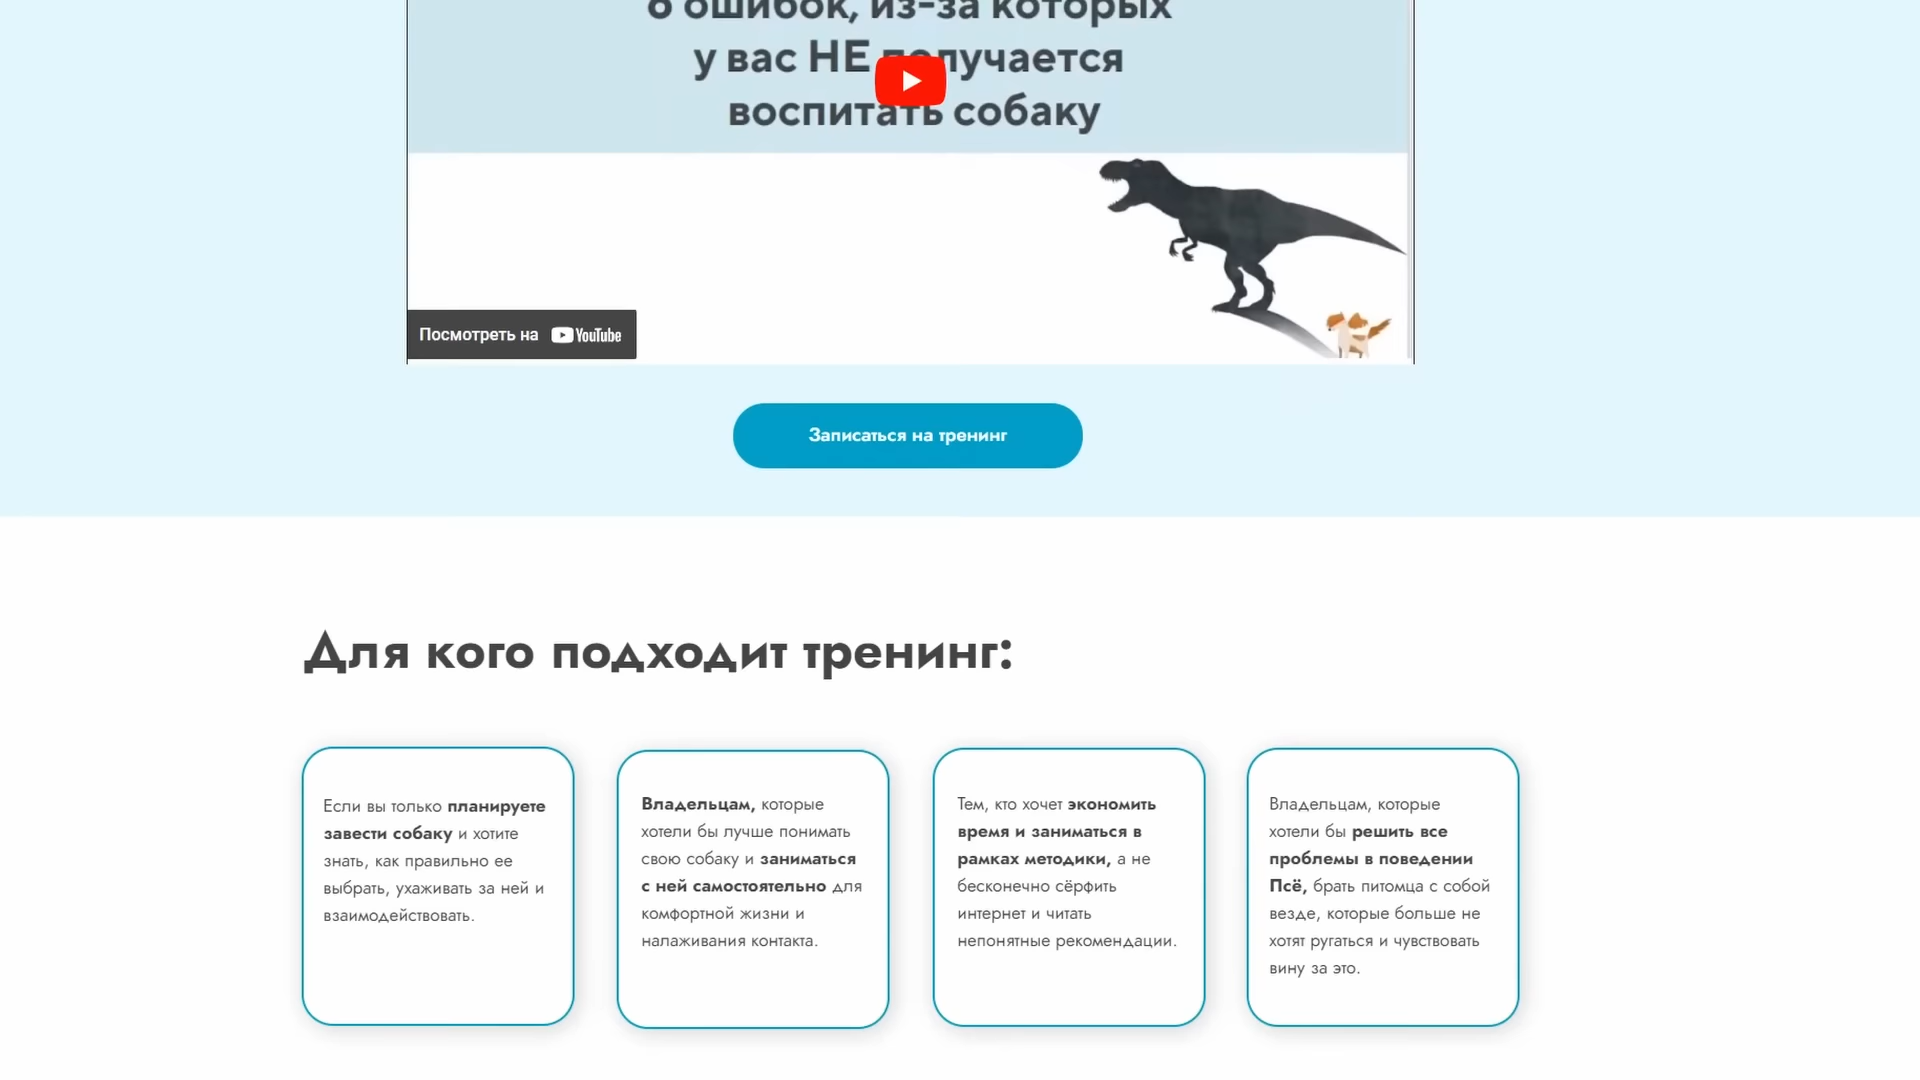 6 ошибок, из-за которых
у вас НЕ получается
воспитать собаку
Посмотреть на YouTube
Записаться на тренинг
Для кого подходит тренинг:
Если вы только планируете
завести собаку и хотите
знать, как правильно ее
выбрать, ухаживать за ней и
взаимодействовать.
Владельцам, которые
хотели бы лучше понимать
свою собаку и заниматься
с ней самостоятельно для
комфортной жизни и
налаживания контакта.
Тем, кто хочет экономить
время и заниматься в
рамках методики, а не
бесконечно сёрфить
интернет и читать
непонятные рекомендации.
Владельцам, которые
хотели бы решить все
проблемы в поведении
Псё, брать питомца с собой
везде, которые больше не
хотят ругаться и чувствовать
вину за это.